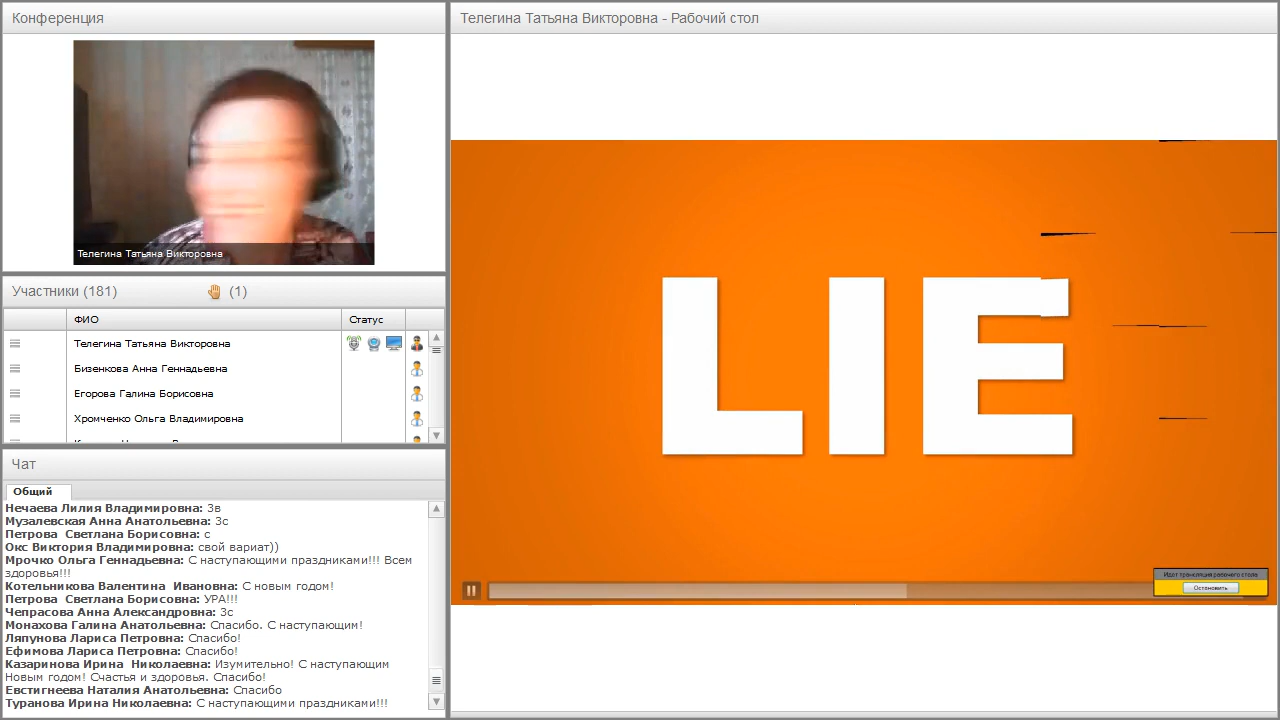 Конференция
Телегина Татьяна Викторовна
Участники (181) (1)
ФИО Статус
Телегина Татьяна Викторовна
Бизенкова Анна Геннадьевна
Егорова Галина Борисовна
Хромченко Ольга Владимировна
Чат
Общий
Нечаева Лилия Владимировна: 3в
Музалевская Анна Анатольевна: 3с
Петрова Светлана Борисовна: с
Окс Виктория Владимировна: свой вариат))
Мрочко Ольга Геннадьевна: С наступающими праздниками!!! Всем
здоровья!!!
Котельникова Валентина Ивановна: С новым годом!
Петрова Светлана Борисовна: УРА!!!
Чепрасова Анна Александровна: 3с
Монахова Галина Анатольевна: Спасибо. С наступающим!
Ляпунова Лариса Петровна: Спасибо!
Ефимова Лариса Петровна: Спасибо!
Казаринова Ирина Николаевна: Изумительно! С наступающим
Новым годом! Счастья и здоровья. Спасибо!
Евстигнеева Наталия Анатольевна: Спасибо
Туранова Ирина Николаевна: С наступающими праздниками!!!
Телегина Татьяна Викторовна - Рабочий стол
LIE
Идет трансляция рабочего стола
Остановить